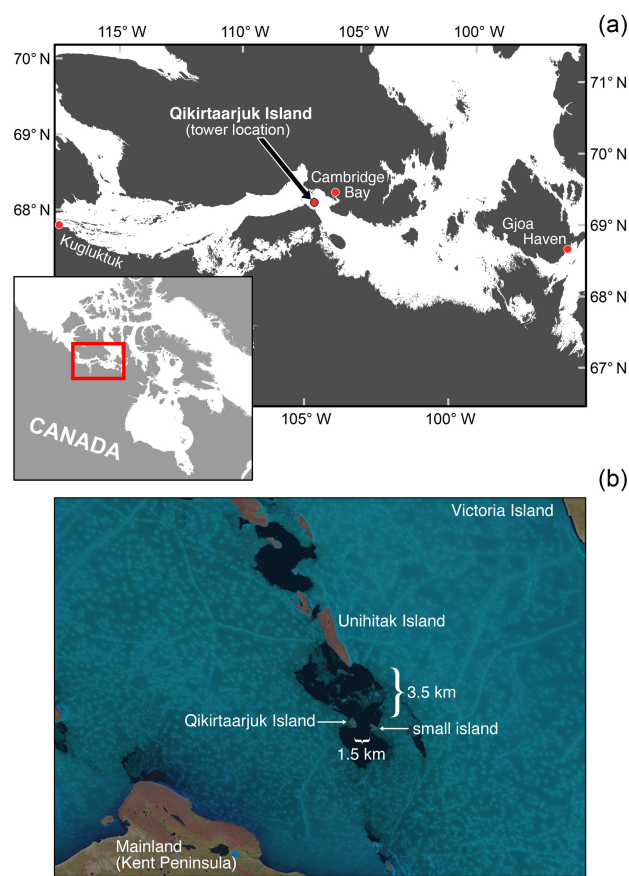 (a)
115° W 110° W 105° W 100° W
70° N
71° N
Qikirtaarjuk Island
(tower location)
69° N
70° N
Cambridge
Bay
68° N
69° N
Gjoa
Haven
Kugluktuk
68° N
67° N
CANADA
105° W 100° W
(b)
Victoria Island
Unihitak Island
3.5 km
Qikirtaarjuk Island
small island
1.5 km
Mainland
(Kent Peninsula)